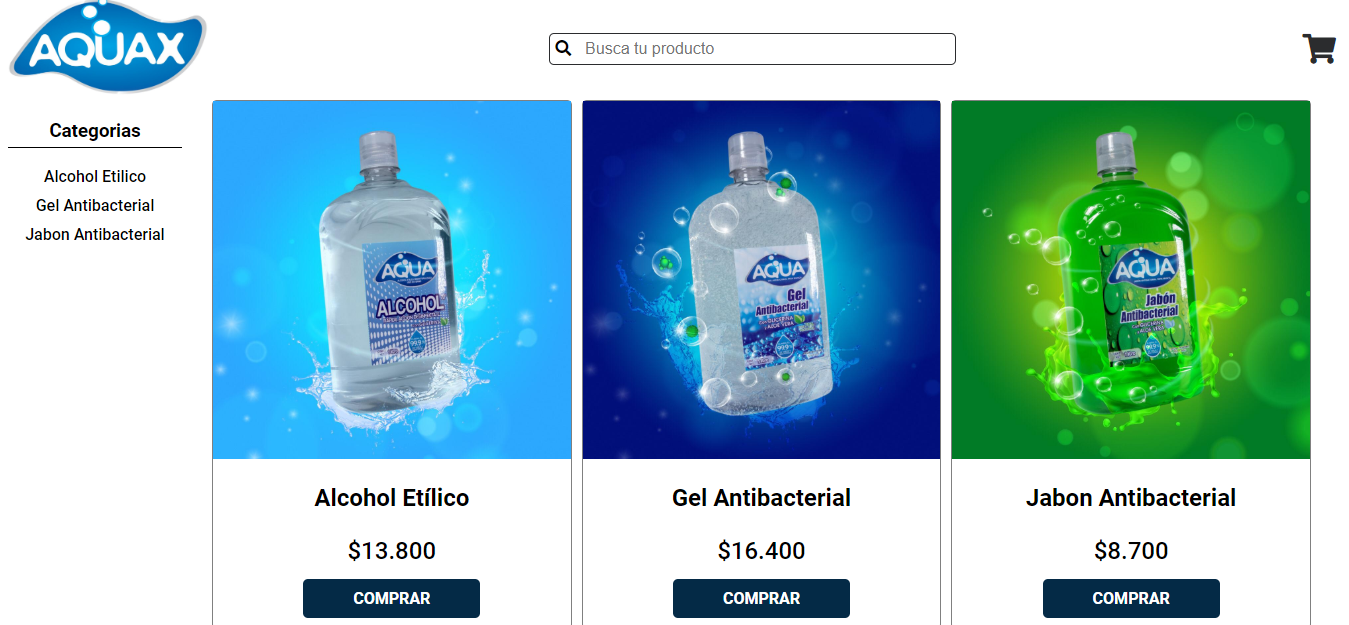 AQUAX
Busca tu producto
Categorias
Alcohol Etilico
Gel Antibacterial
Jabon Antibacterial
AQUA
ALCOHOL
AQUA
Gel
Antibacterial
AQUA
Jabón
Antibacterial
Alcohol Etílico
Gel Antibacterial
Jabon Antibacterial
$13.800
$16.400
$8.700
COMPRAR
COMPRAR
COMPRAR